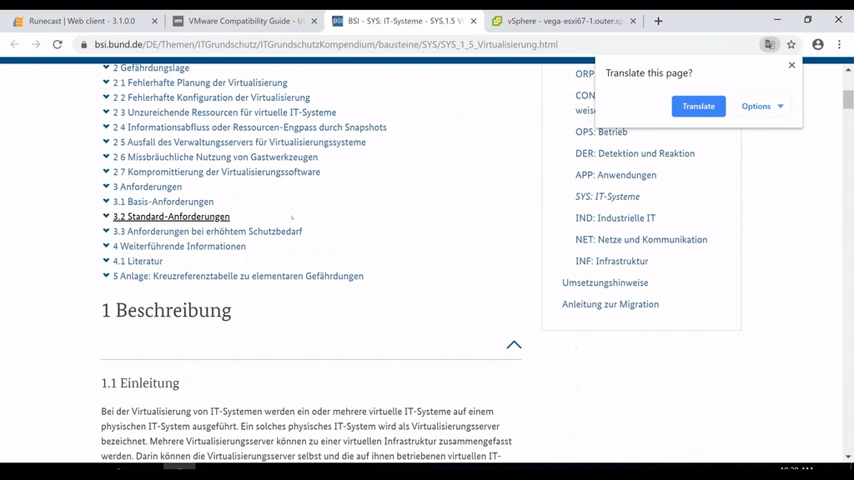 Runecast | Web client - 3.1.0.0
VMware Compatibility Guide - I/O
BSI - SYS: IT-Systeme - SYS.1.5 V
vSphere - vega-esxi67-1.outer.sp
bsi.bund.de/DE/Themen/ITGrundschutz/ITGrundschutzKompendium/bausteine/SYS/SYS_1_5_Virtualisierung.html
2 Gefährdungslage
2 1 Fehlerhafte Planung der Virtualisierung
2 2 Fehlerhafte Konfiguration der Virtualisierung
2 3 Unzureichende Ressourcen für virtuelle IT-Systeme
2 4 Informationsabfluss oder Ressourcen-Engpass durch Snapshots
2 5 Ausfall des Verwaltungsservers für Virtualisierungssysteme
2 6 Missbräuchliche Nutzung von Gastwerkzeugen
2 7 Kompromittierung der Virtualisierungssoftware
3 Anforderungen
3.1 Basis-Anforderungen
3.2 Standard-Anforderungen
3.3 Anforderungen bei erhöhtem Schutzbedarf
4 Weiterführende Informationen
4.1 Literatur
5 Anlage: Kreuzreferenztabelle zu elementaren Gefährdungen
1 Beschreibung
1.1 Einleitung
Bei der Virtualisierung von IT-Systemen werden ein oder mehrere virtuelle IT-Systeme auf einem
physischen IT-System ausgeführt. Ein solches physisches IT-System wird als Virtualisierungsserver
bezeichnet. Mehrere Virtualisierungsserver können zu einer virtuellen Infrastruktur zusammengefasst
werden. Darin können die Virtualisierungsserver selbst und die auf ihnen betriebenen virtuellen IT-
ORP
CON
weise
OPS: Betrieb
DER: Detektion und Reaktion
APP: Anwendungen
SYS: IT-Systeme
IND: Industrielle IT
NET: Netze und Kommunikation
INF: Infrastruktur
Umsetzungshinweise
Anleitung zur Migration
Translate this page?
Translate
Options